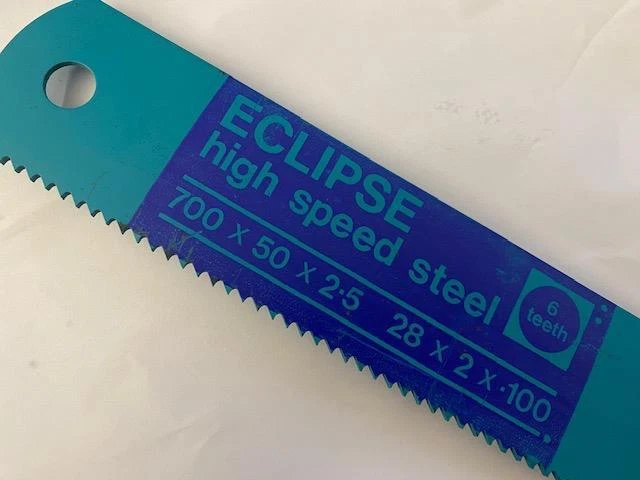 ECLIPSE
high speed steel
700 x 50 x 2·5 28 x 2 x ·100
6
teeth